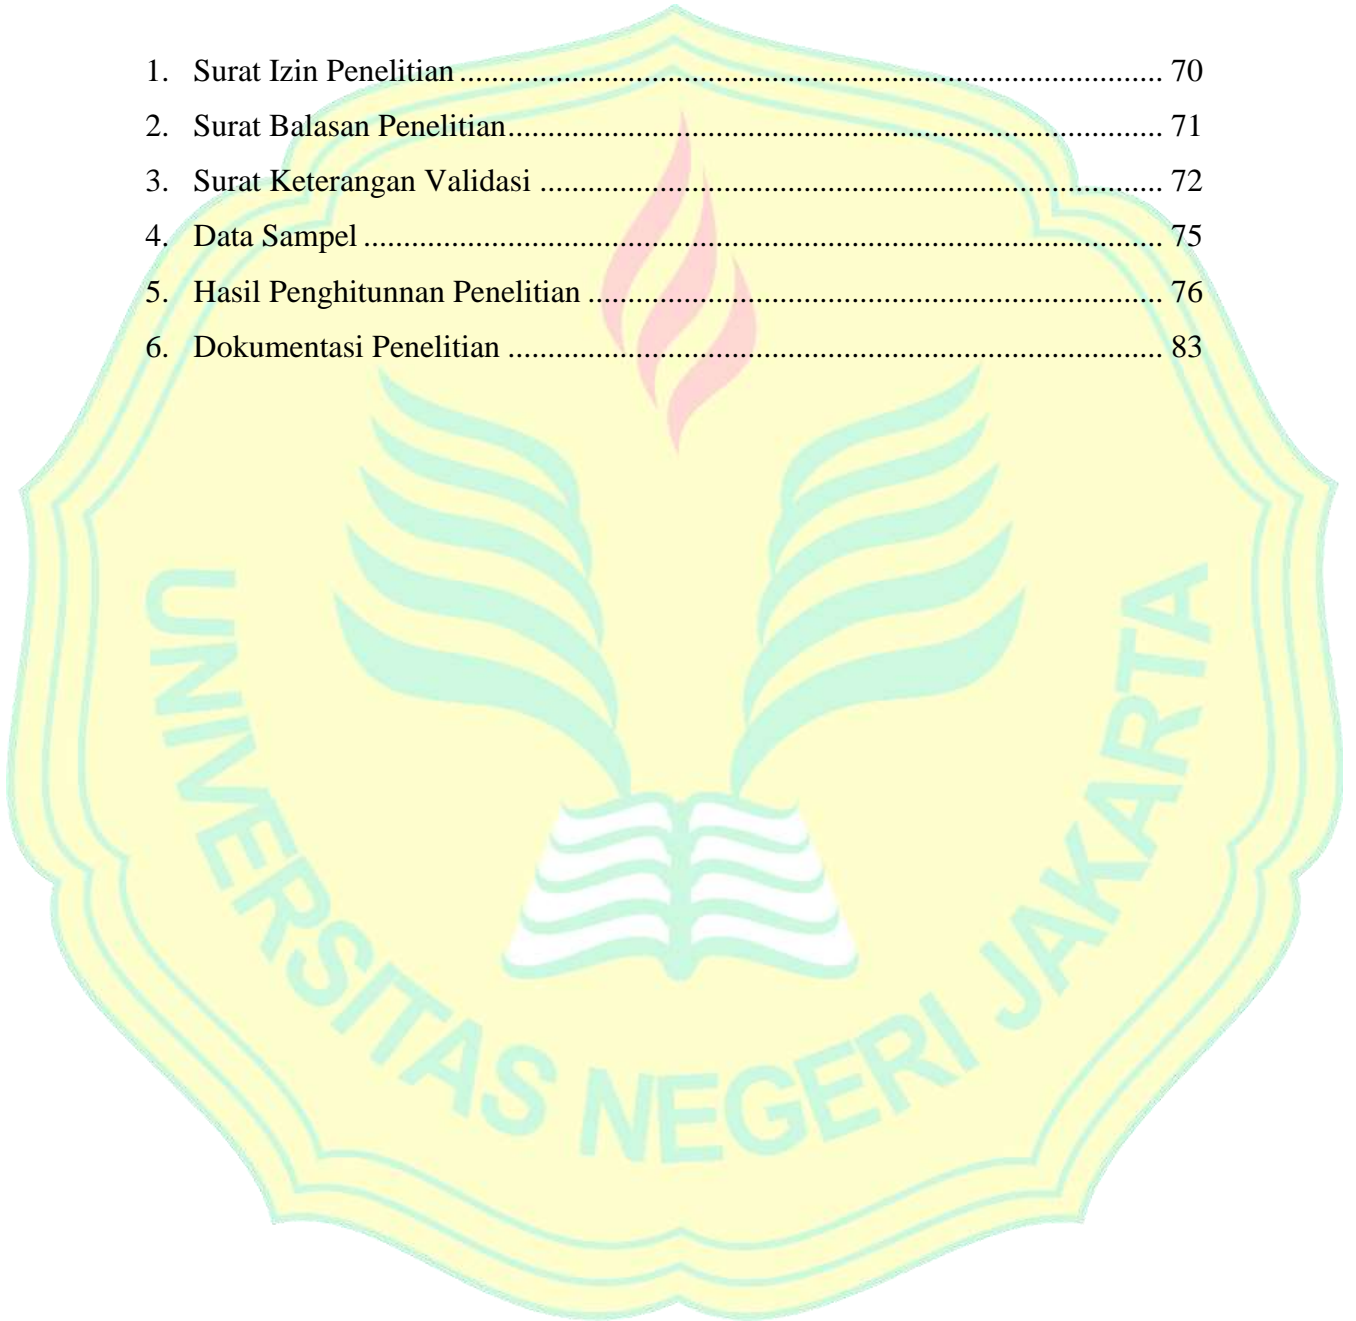 1. Surat Izin Penelitian ........................................................................................ 70
2. Surat Balasan Penelitian.................................................................................. 71
3. Surat Keterangan Validasi .............................................................................. 72
4. Data Sampel .................................................................................................... 75
5. Hasil Penghitunnan Penelitian ........................................................................ 76
6. Dokumentasi Penelitian .................................................................................. 83
UNIVERSITAS NEGERI JAKARTA